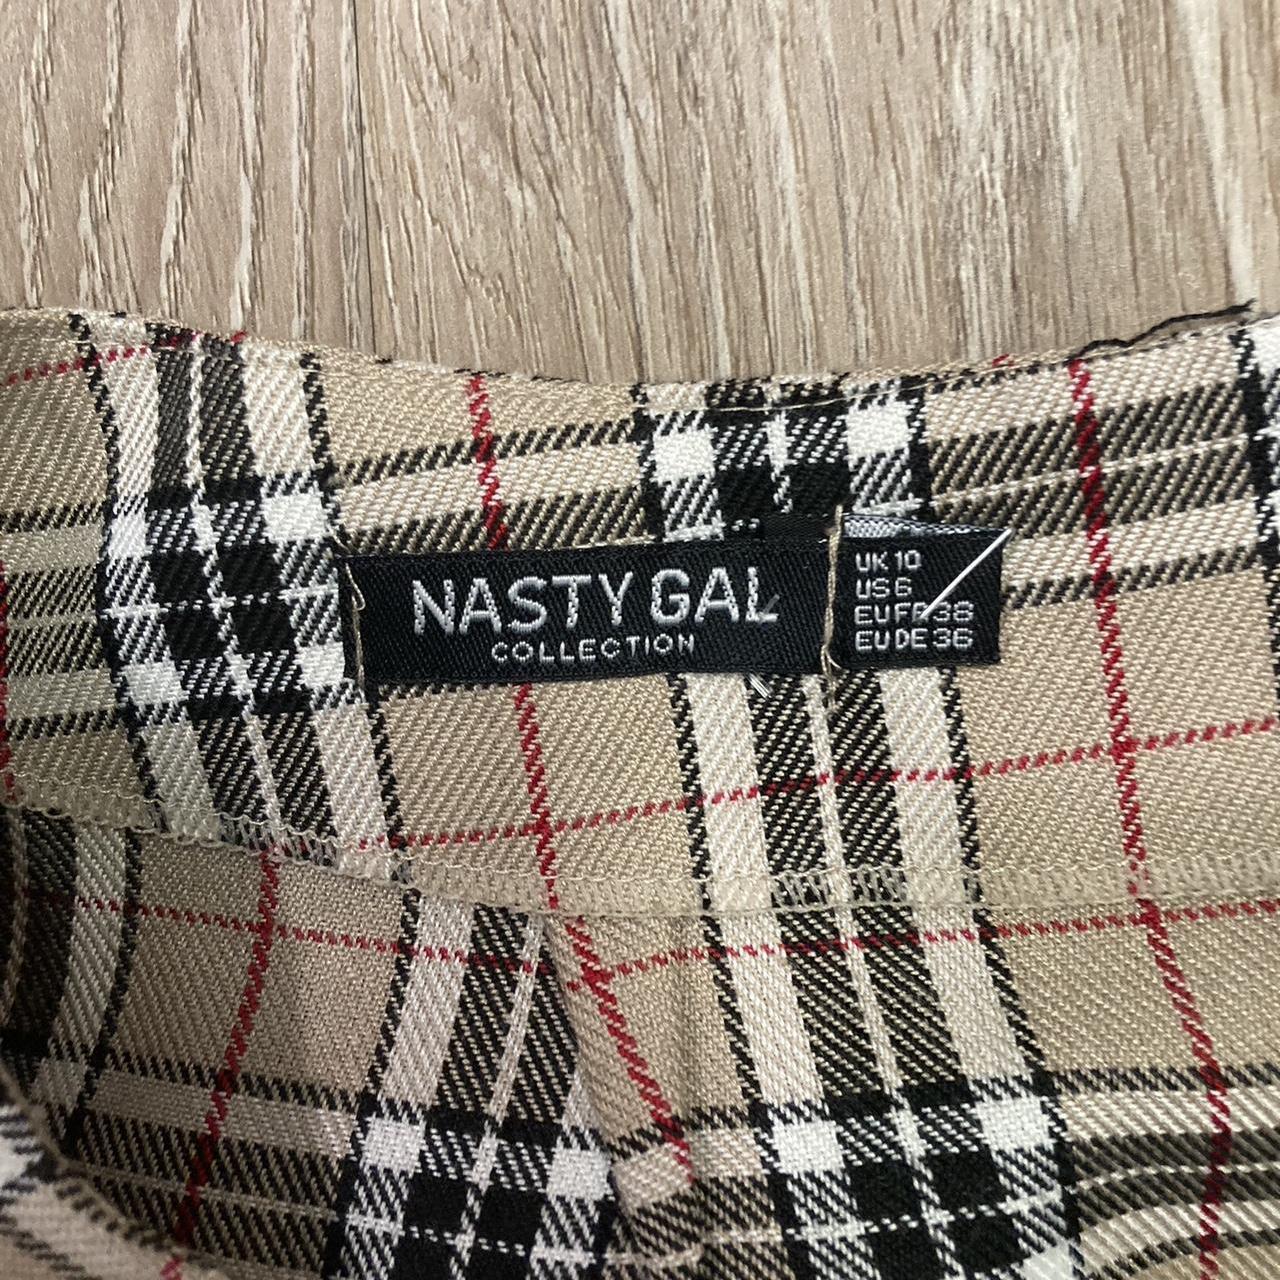 NASTY GAL
COLLECTION
UK 10
US 6
EU FR 38
EU DE 36